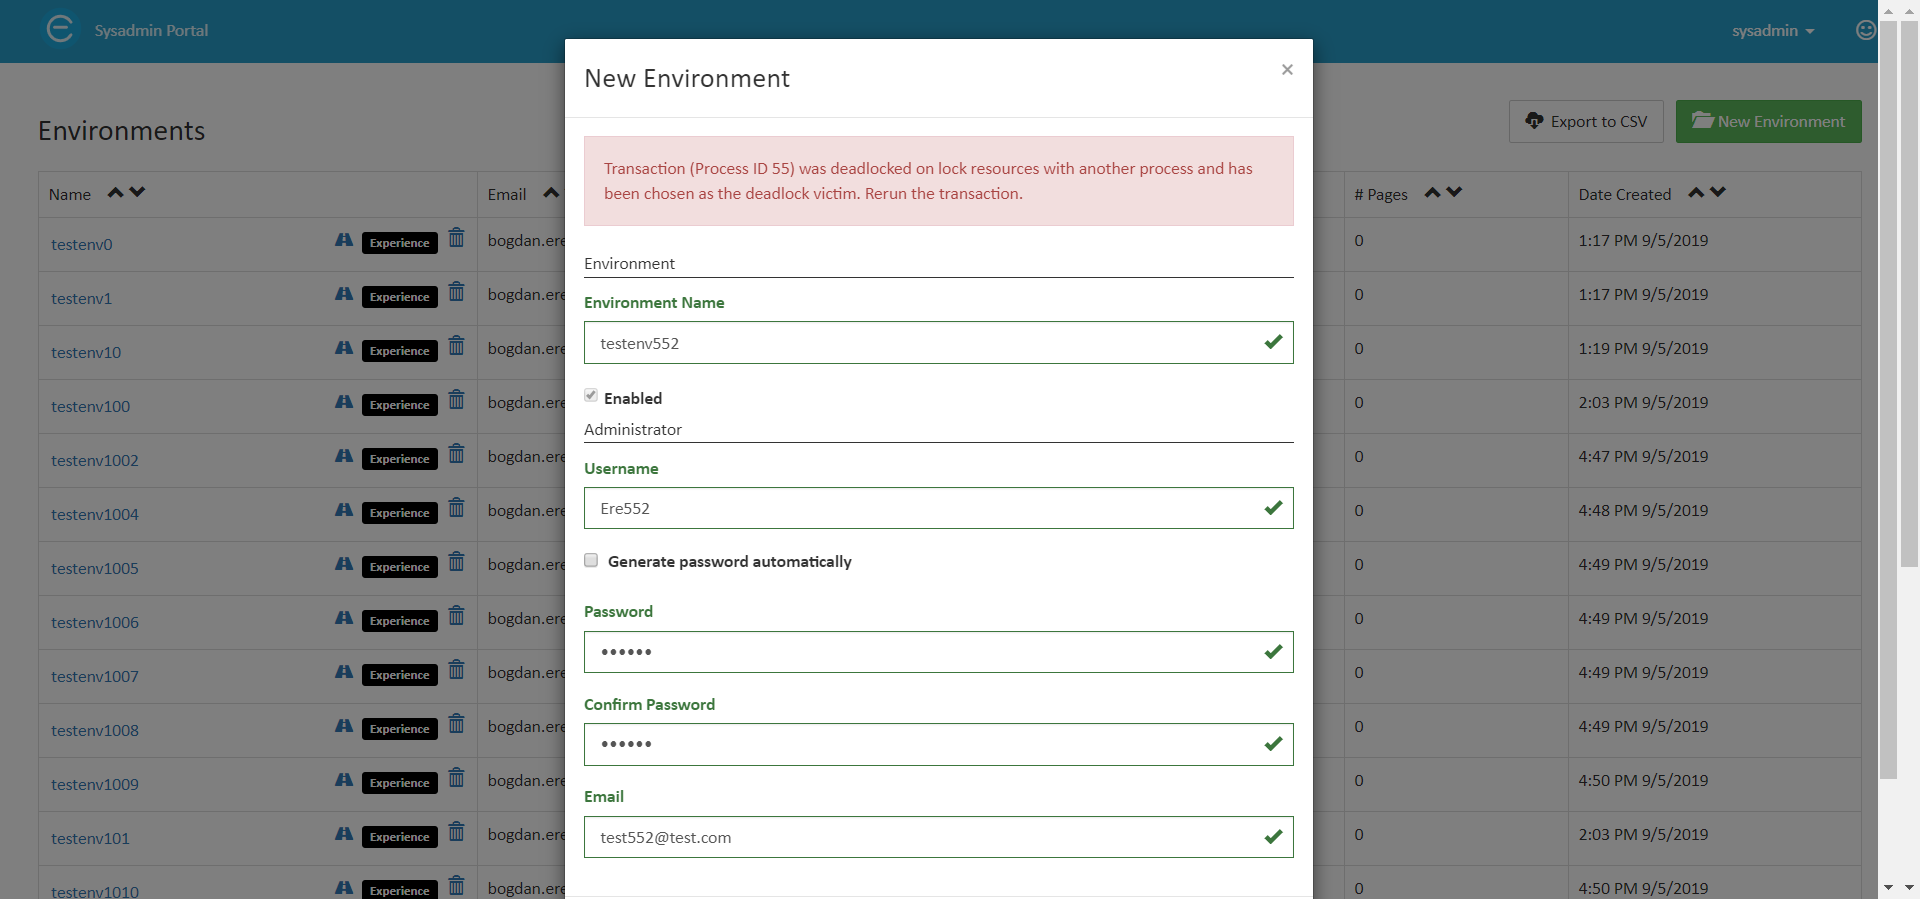 Sysadmin Portal
sysadmin
New Environment
×
Environments
Export to CSV
New Environment
Transaction (Process ID 55) was deadlocked on lock resources with another process and has
been chosen as the deadlock victim. Rerun the transaction.
Name
Email
# Pages
Date Created
testenv0
Experience
bogdan.ere
0
1:17 PM 9/5/2019
testenv1
Experience
bogdan.ere
0
1:17 PM 9/5/2019
testenv10
Experience
bogdan.ere
0
1:19 PM 9/5/2019
testenv100
Experience
bogdan.ere
0
2:03 PM 9/5/2019
testenv1002
Experience
bogdan.ere
0
4:47 PM 9/5/2019
testenv1004
Experience
bogdan.ere
0
4:48 PM 9/5/2019
testenv1005
Experience
bogdan.ere
0
4:49 PM 9/5/2019
testenv1006
Experience
bogdan.ere
0
4:49 PM 9/5/2019
testenv1007
Experience
bogdan.ere
0
4:49 PM 9/5/2019
testenv1008
Experience
bogdan.ere
0
4:49 PM 9/5/2019
testenv1009
Experience
bogdan.ere
0
4:50 PM 9/5/2019
testenv101
Experience
bogdan.ere
0
2:03 PM 9/5/2019
testenv1010
Experience
bogdan.ere
0
4:50 PM 9/5/2019
Environment
Environment Name
testenv552
Enabled
Administrator
Username
Ere552
Generate password automatically
Password
••••••
Confirm Password
••••••
Email
test552@test.com